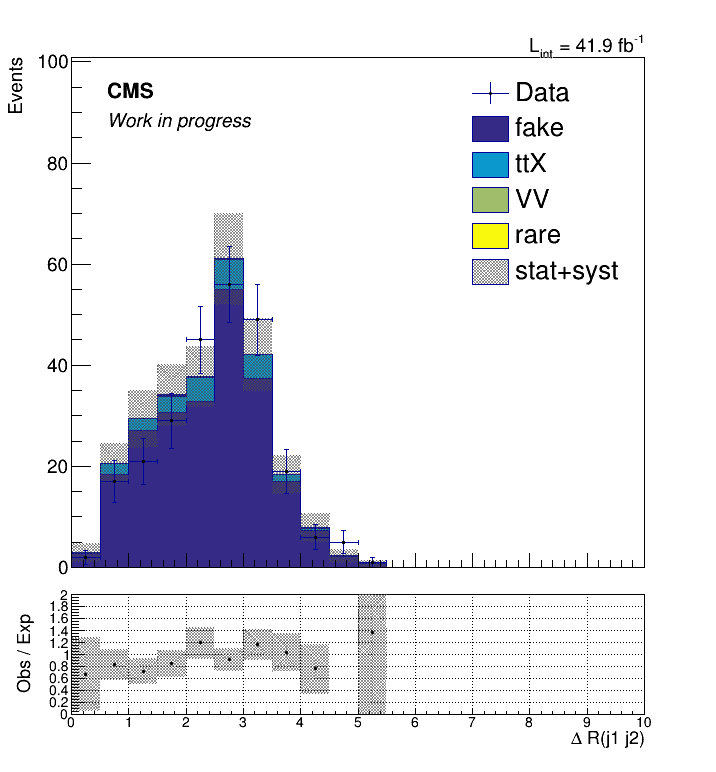 L_int = 41.9 fb^-1
Events
100
80
60
40
20
0
CMS
Work in progress
Data
fake
ttX
VV
rare
stat+syst
Obs / Exp
2
1.8
1.6
1.4
1.2
1
0.8
0.6
0.4
0.2
0
0 1 2 3 4 5 6 7 8 9 10
Δ R(j1 j2)